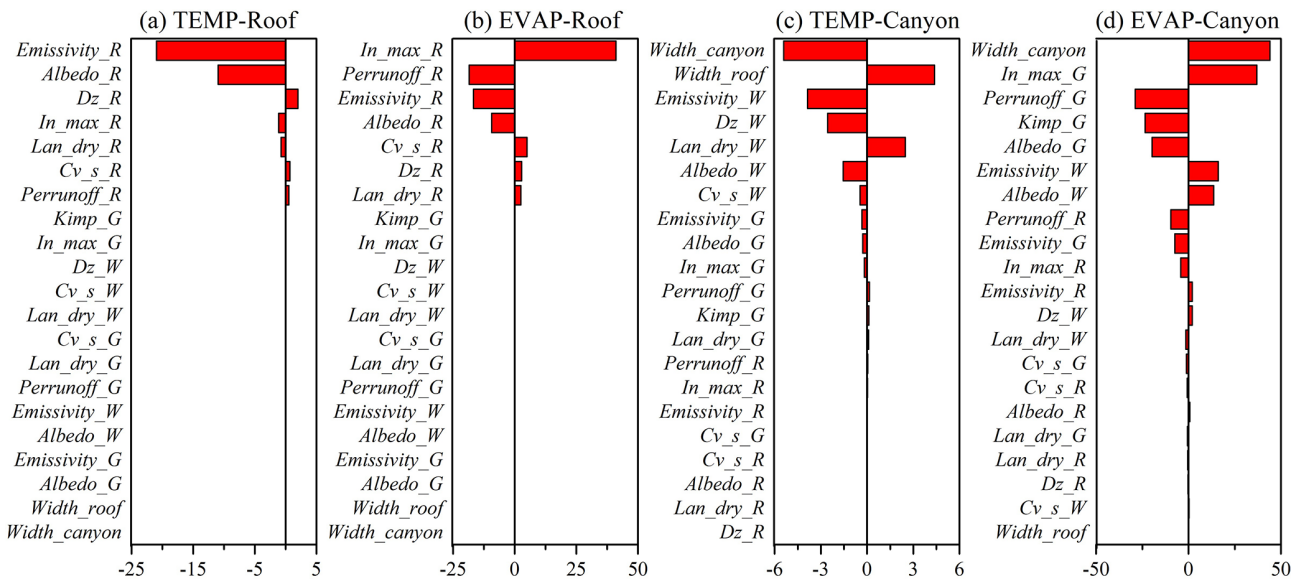 (a) TEMP-Roof
Emissivity_R
Albedo_R
Dz_R
In_max_R
Lan_dry_R
Cv_s_R
Perrunoff_R
Kimp_G
In_max_G
Dz_W
Cv_s_W
Lan_dry_W
Cv_s_G
Lan_dry_G
Perrunoff_G
Emissivity_W
Albedo_W
Emissivity_G
Albedo_G
Width_roof
Width_canyon
-25 -15 -5 5
(b) EVAP-Roof
In_max_R
Perrunoff_R
Emissivity_R
Albedo_R
Cv_s_R
Dz_R
Lan_dry_R
Kimp_G
In_max_G
Dz_W
Cv_s_W
Lan_dry_W
Cv_s_G
Lan_dry_G
Perrunoff_G
Emissivity_W
Albedo_W
Emissivity_G
Albedo_G
Width_roof
Width_canyon
-25 0 25 50
(c) TEMP-Canyon
Width_canyon
Width_roof
Emissivity_W
Dz_W
Lan_dry_W
Albedo_W
Cv_s_W
Emissivity_G
Albedo_G
In_max_G
Perrunoff_G
Kimp_G
Lan_dry_G
Perrunoff_R
In_max_R
Emissivity_R
Cv_s_G
Cv_s_R
Albedo_R
Lan_dry_R
Dz_R
-6 -3 0 3 6
(d) EVAP-Canyon
Width_canyon
In_max_G
Perrunoff_G
Kimp_G
Albedo_G
Emissivity_W
Albedo_W
Perrunoff_R
Emissivity_G
In_max_R
Emissivity_R
Dz_W
Lan_dry_W
Cv_s_G
Cv_s_R
Albedo_R
Lan_dry_G
Lan_dry_R
Dz_R
Cv_s_W
Width_roof
-50 0 50